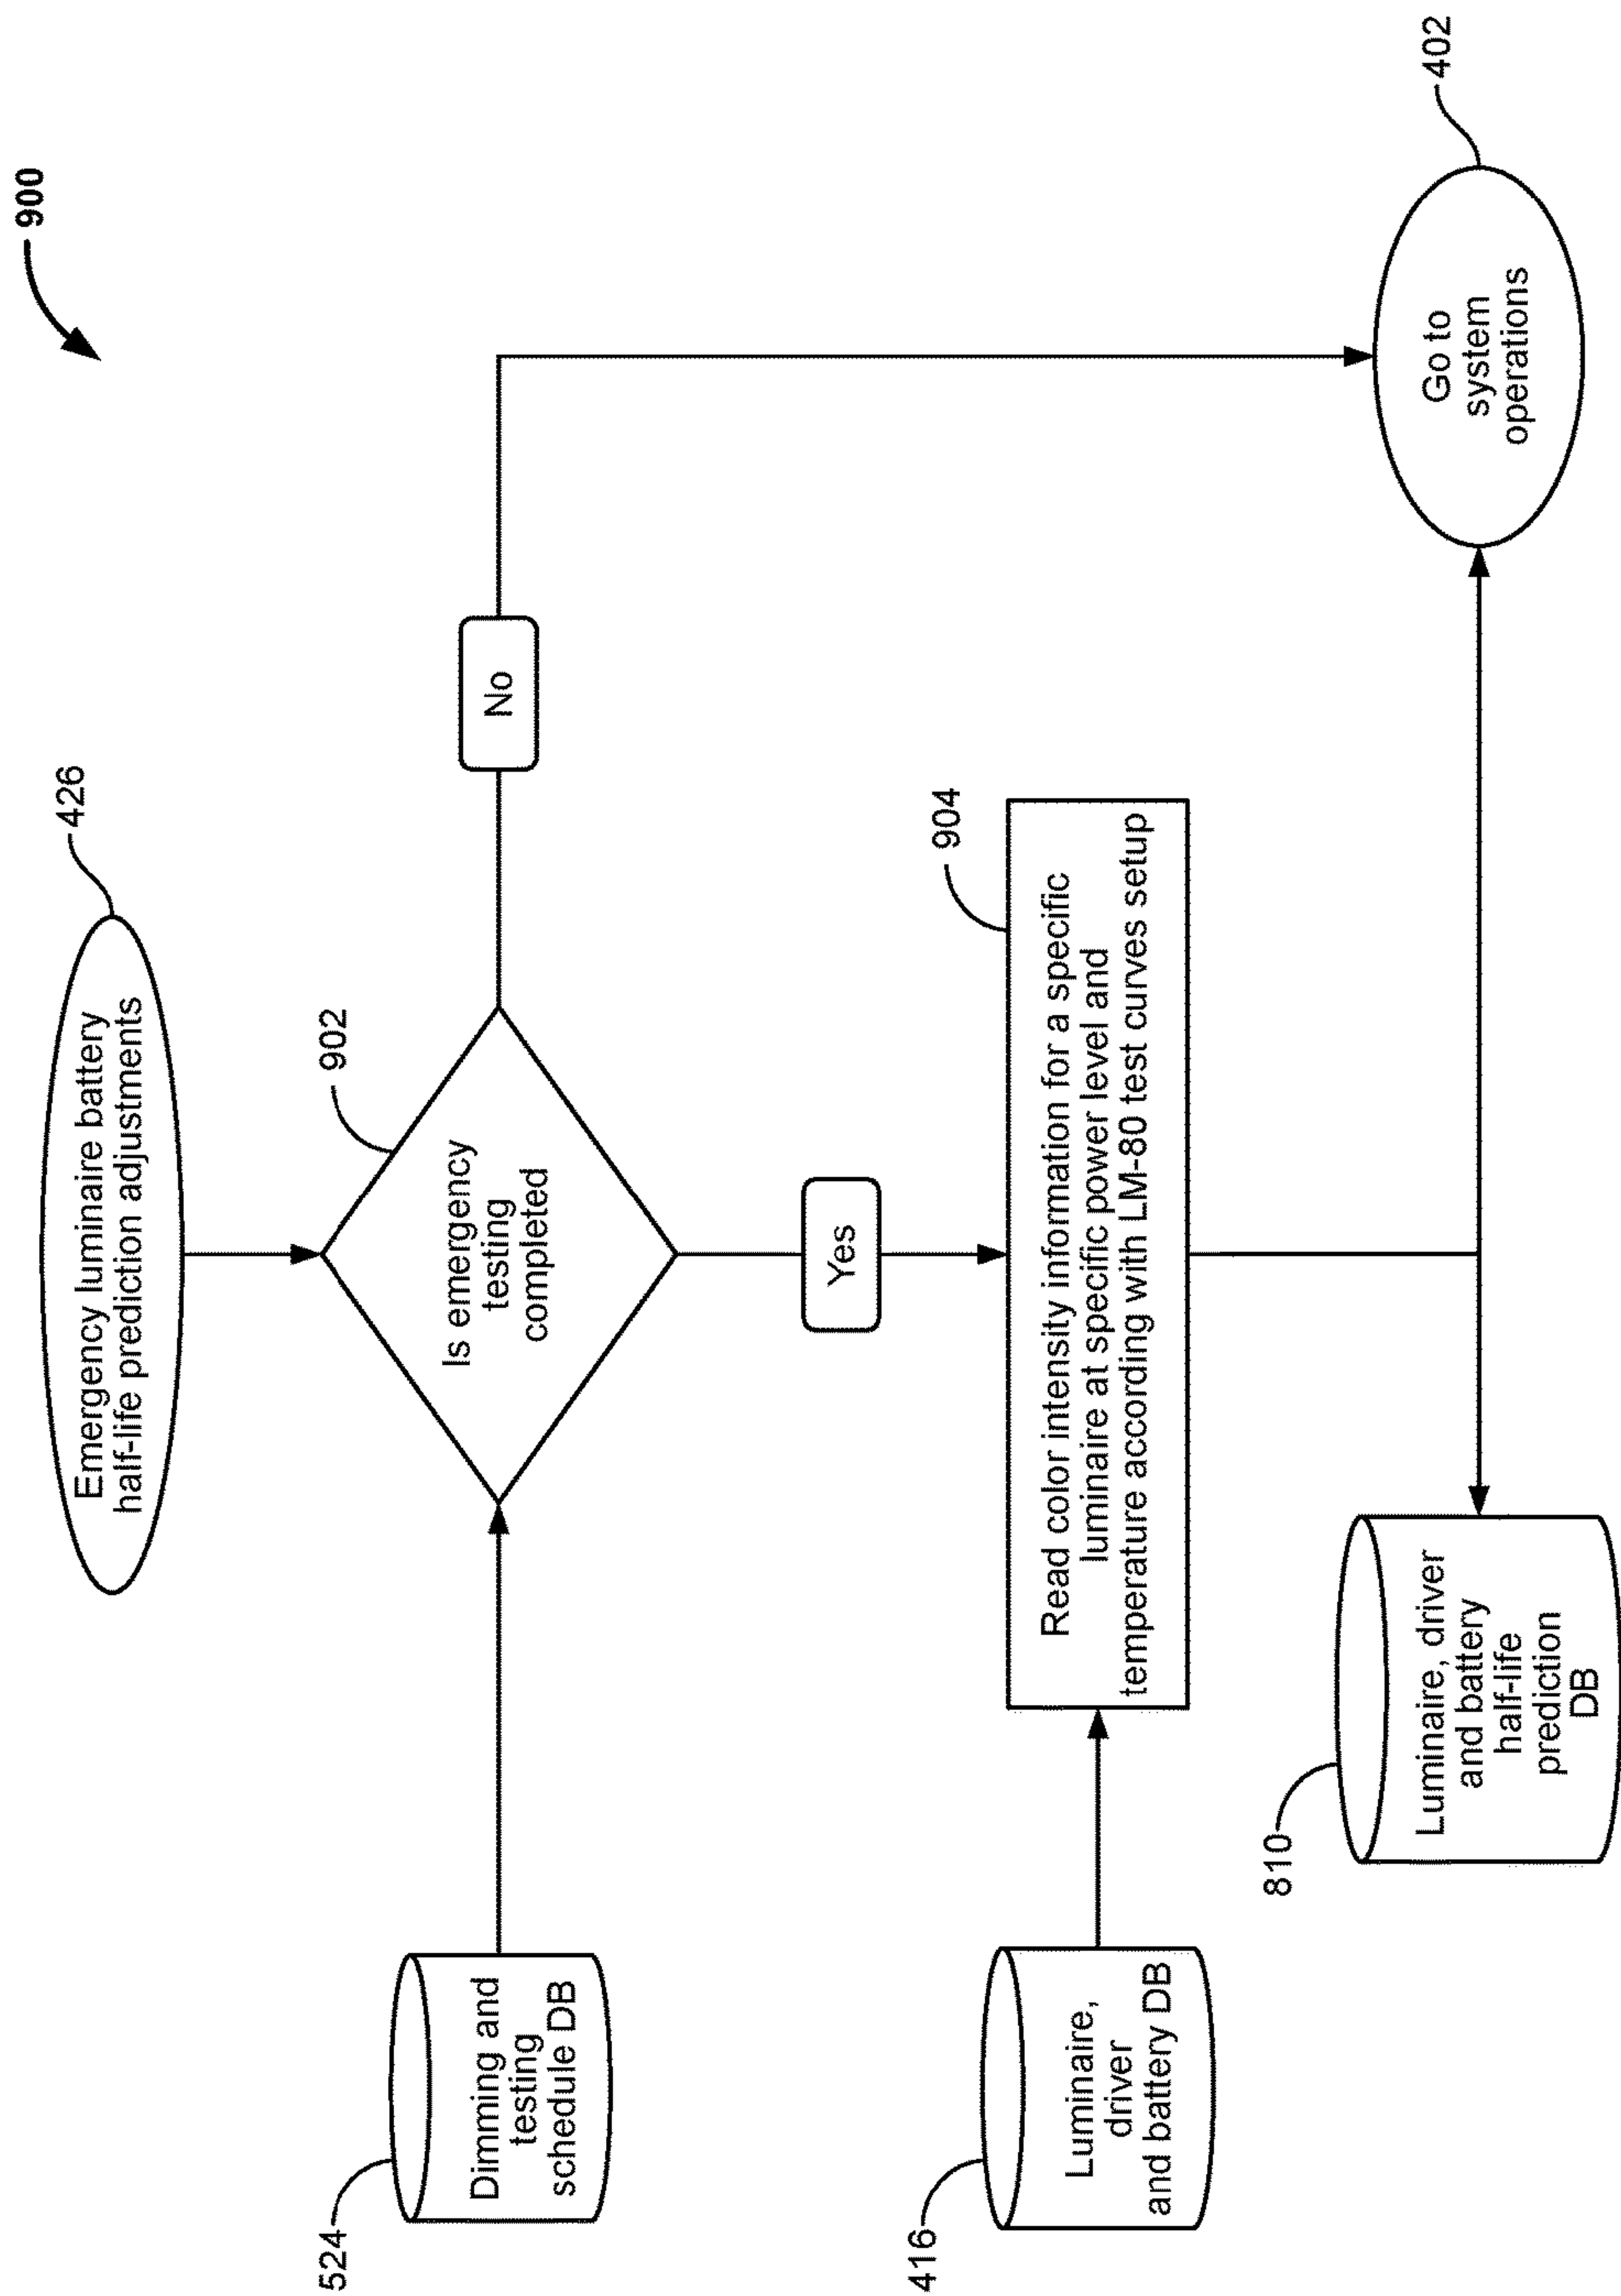 900
Emergency luminaire battery
half-life prediction adjustments
426
524
Dimming and
testing
schedule DB
Is emergency
testing
completed
902
No
Yes
416
Luminaire,
driver
and battery DB
Read color intensity information for a specific
luminaire at specific power level and
temperature according with LM-80 test curves setup
904
810
Luminaire, driver
and battery
half-life
prediction
DB
Go to
system
operations
402